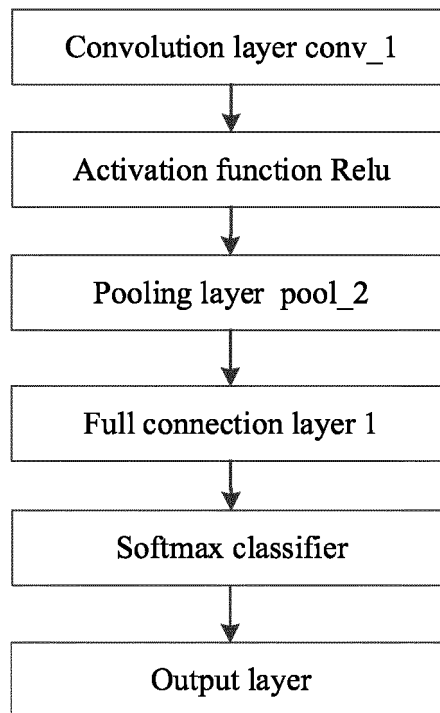 Convolution layer conv_1
Activation function Relu
Pooling layer pool_2
Full connection layer 1
Softmax classifier
Output layer